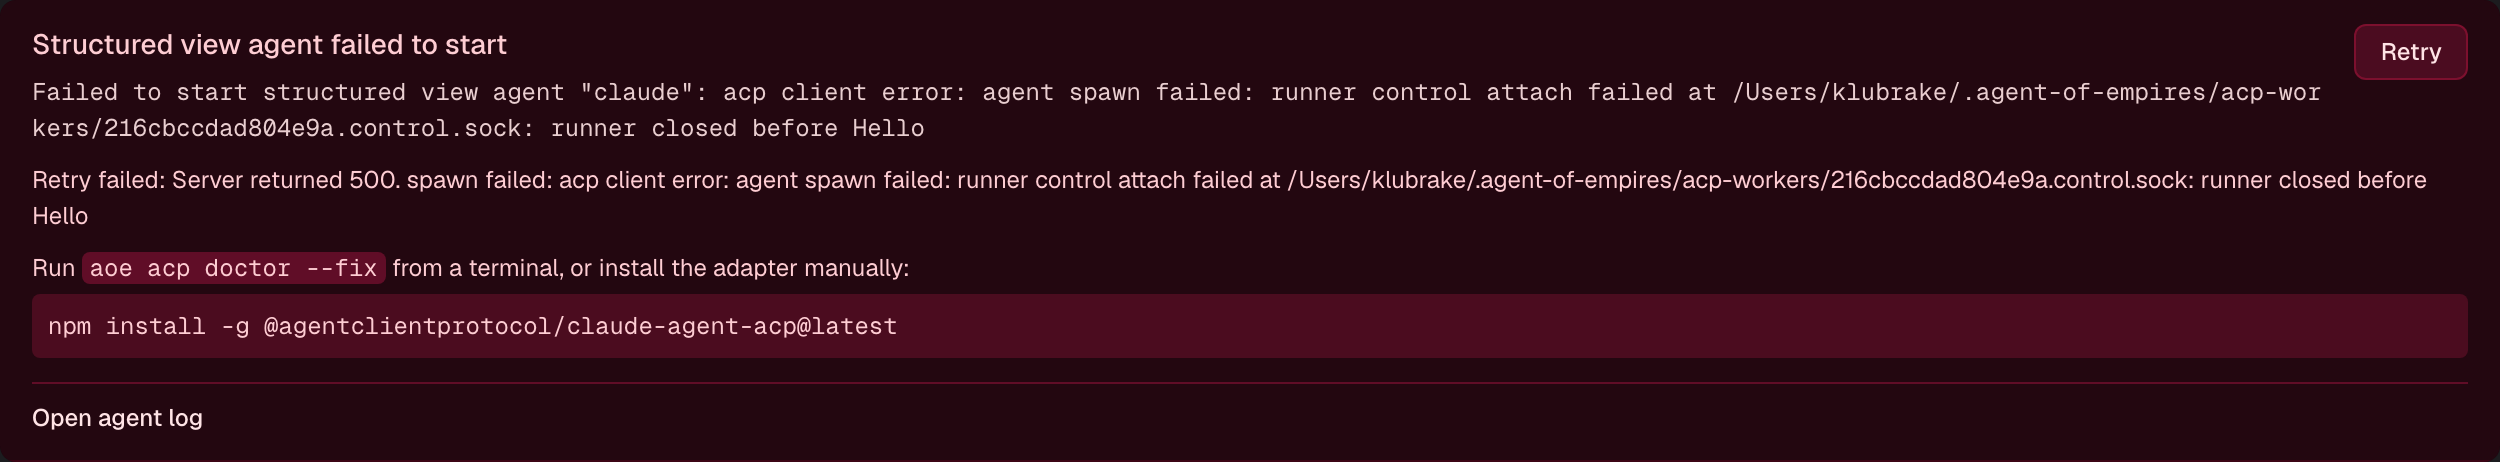 Structured view agent failed to start
Retry
Failed to start structured view agent "claude": acp client error: agent spawn failed: runner control attach failed at /Users/klubrake/.agent-of-empires/acp-wor
kers/216cbccdad804e9a.control.sock: runner closed before Hello
Retry failed: Server returned 500. spawn failed: acp client error: agent spawn failed: runner control attach failed at /Users/klubrake/.agent-of-empires/acp-workers/216cbccdad804e9a.control.sock: runner closed before
Hello
Run aoe acp doctor --fix from a terminal, or install the adapter manually:
npm install -g @agentclientprotocol/claude-agent-acp@latest
Open agent log